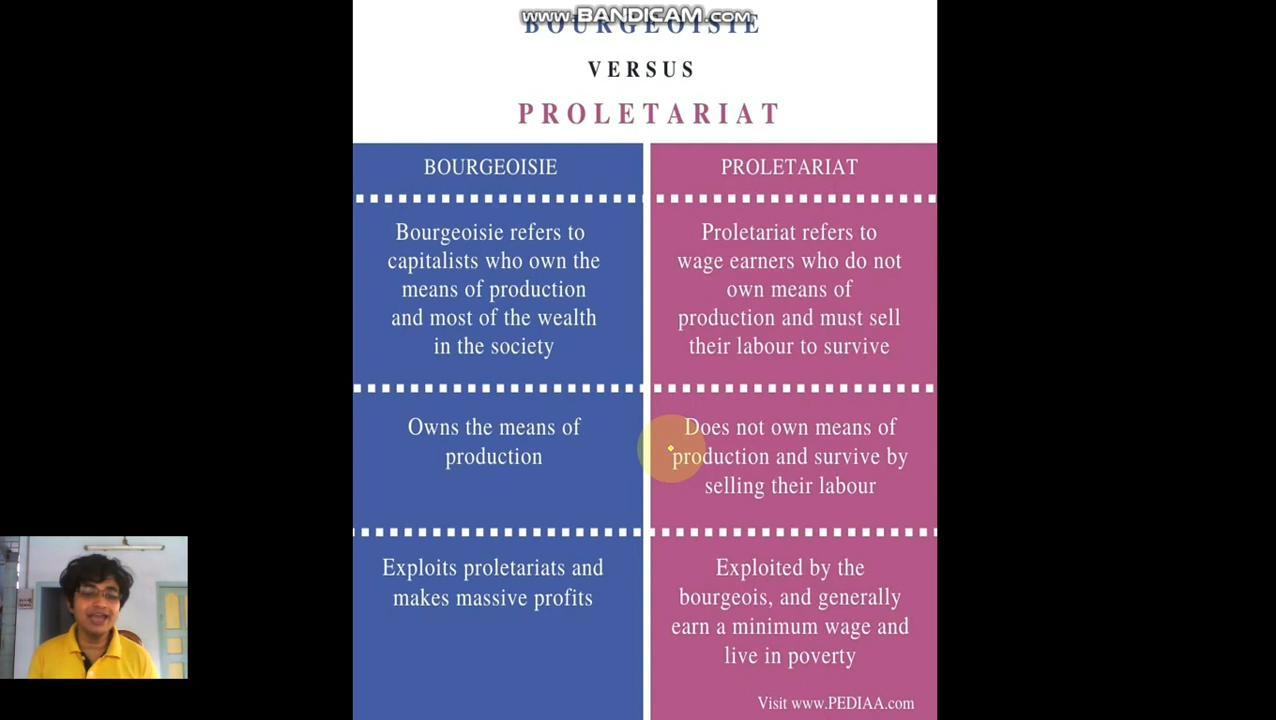 www.BANDICAM.com
BOURGEOISIE
VERSUS
PROLETARIAT
BOURGEOISIE
Bourgeoisie refers to
capitalists who own the
means of production
and most of the wealth
in the society
Owns the means of
production
Exploits proletariats and
makes massive profits
PROLETARIAT
Proletariat refers to
wage earners who do not
own means of
production and must sell
their labour to survive
Does not own means of
production and survive by
selling their labour
Exploited by the
bourgeois, and generally
earn a minimum wage and
live in poverty
Visit www.PEDIAA.com